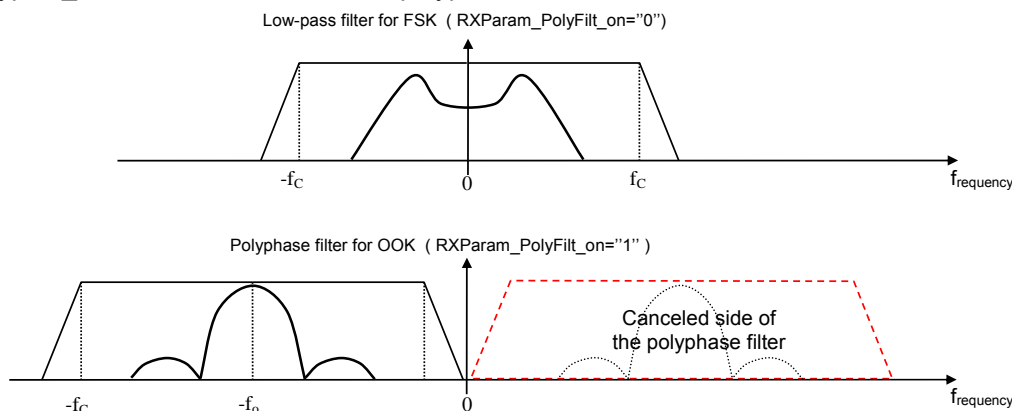 Low-pass filter for FSK ( RXParam_PolyFilt_on=''0'')
-fC
0
fC
frequency
Polyphase filter for OOK ( RXParam_PolyFilt_on=''1'' )
Canceled side of
the polyphase filter
-fC
-fo
0
frequency